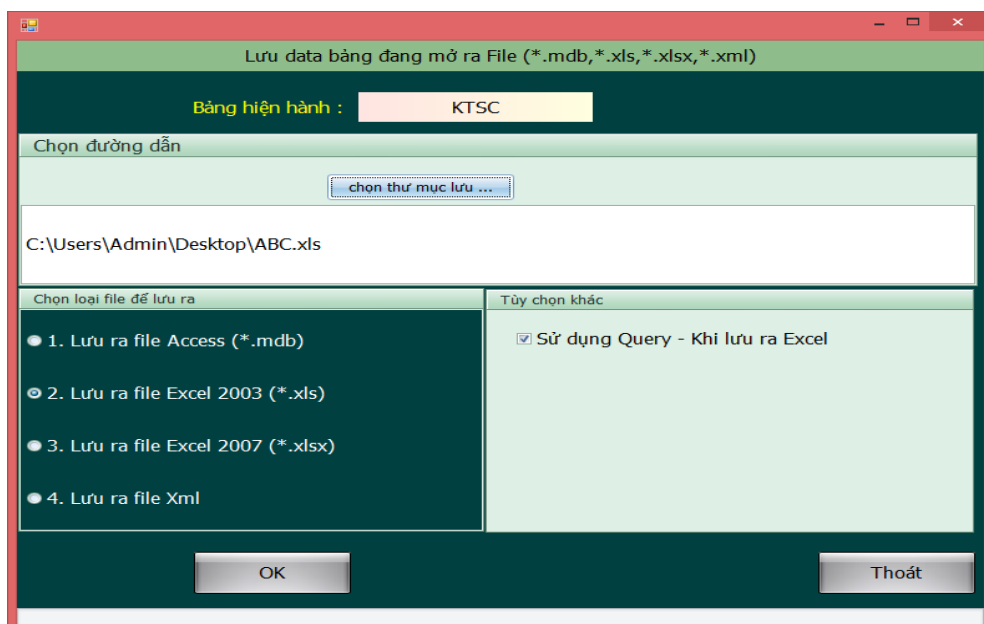 Lưu data bảng đang mở ra File (*.mdb,*.xls,*.xlsx,*.xml)
Bảng hiện hành : KTSC
Chọn đường dẫn
chọn thư mục lưu ...
C:\Users\Admin\Desktop\ABC.xls
Chọn loại file để lưu ra
1. Lưu ra file Access (*.mdb)
2. Lưu ra file Excel 2003 (*.xls)
3. Lưu ra file Excel 2007 (*.xlsx)
4. Lưu ra file Xml
Tùy chọn khác
Sử dụng Query - Khi lưu ra Excel
OK
Thoát